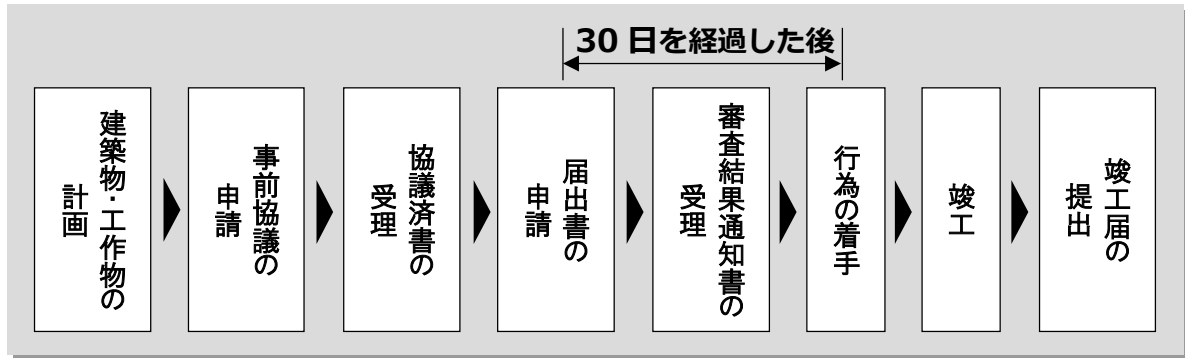 30 日を経過した後
建築物・工作物の
計画
事前協議の
申請
協議済書の
受理
届出書の
申請
審査結果通知書の
受理
行為の着手
竣工
竣工届の
提出